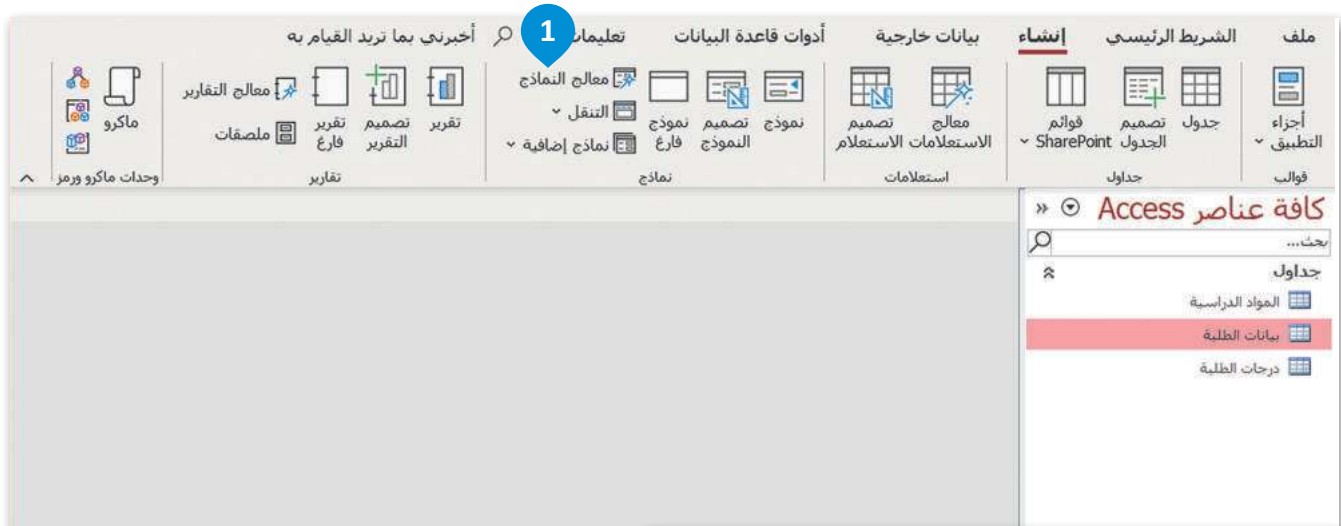 ملف الشريط الرئيسي إنشاء بيانات خارجية أدوات قاعدة البيانات تعليمات أخبرني بما تريد القيام به
1
أجزاء
التطبيق
قوالب
جدول
تصميم
الجدول
قوائم
SharePoint
جداول
معالج
الاستعلامات
تصميم
الاستعلام
استعلامات
نموذج
تصميم
النموذج
نموذج
فارغ
معالج النماذج
التنقل
نماذج إضافية
نماذج
تقرير
تصميم
التقرير
تقرير
فارغ
معالج التقارير
ملصقات
تقارير
ماكرو
وحدات ماكرو ورمز
كافة عناصر Access
بحث...
جداول
المواد الدراسية
بيانات الطلبة
درجات الطلبة